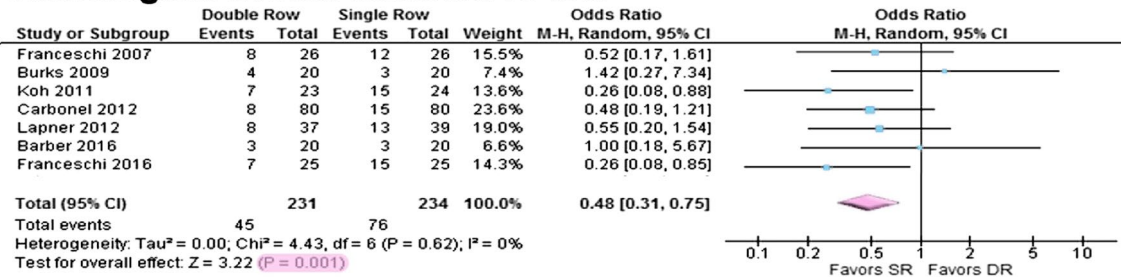 Double Row Single Row Odds Ratio Odds Ratio
Study or Subgroup Events Total Events Total Weight M-H, Random, 95% CI M-H, Random, 95% CI
Franceschi 2007 8 26 12 26 15.5% 0.52 [0.17, 1.61]
Burks 2009 4 20 3 20 7.4% 1.42 [0.27, 7.34]
Koh 2011 7 23 15 24 13.6% 0.26 [0.08, 0.88]
Carbonel 2012 8 80 15 80 23.6% 0.48 [0.19, 1.21]
Lapner 2012 8 37 13 39 19.0% 0.55 [0.20, 1.54]
Barber 2016 3 20 3 20 6.6% 1.00 [0.18, 5.67]
Franceschi 2016 7 25 15 25 14.3% 0.26 [0.08, 0.85]
Total (95% CI) 231 234 100.0% 0.48 [0.31, 0.75]
Total events 45 76
Heterogeneity: Tau² = 0.00; Chi² = 4.43, df = 6 (P = 0.62); I² = 0%
Test for overall effect: Z = 3.22 (P = 0.001)
0.1 0.2 0.5 1 2 5 10
Favors SR Favors DR